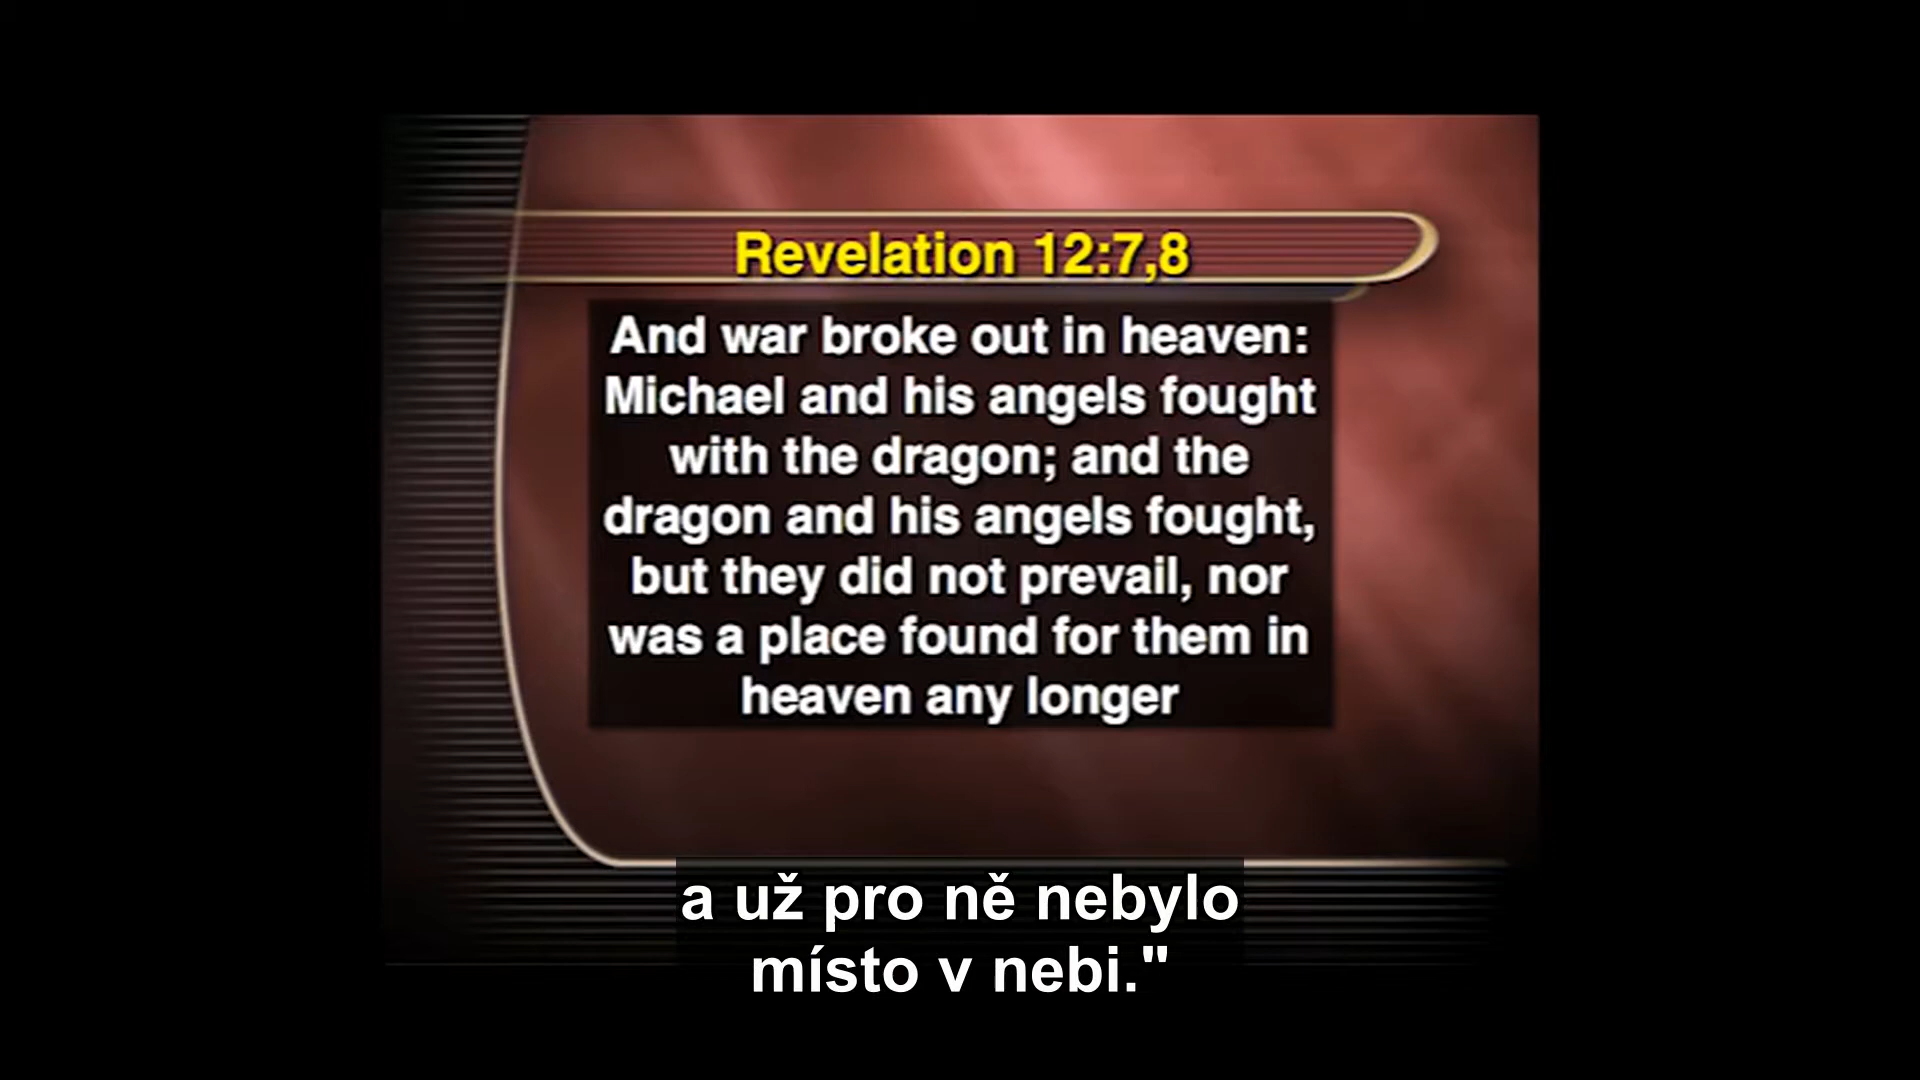 Revelation 12:7,8
And war broke out in heaven:
Michael and his angels fought
with the dragon; and the
dragon and his angels fought,
but they did not prevail, nor
was a place found for them in
heaven any longer
a už pro ně nebylo
místo v nebi."